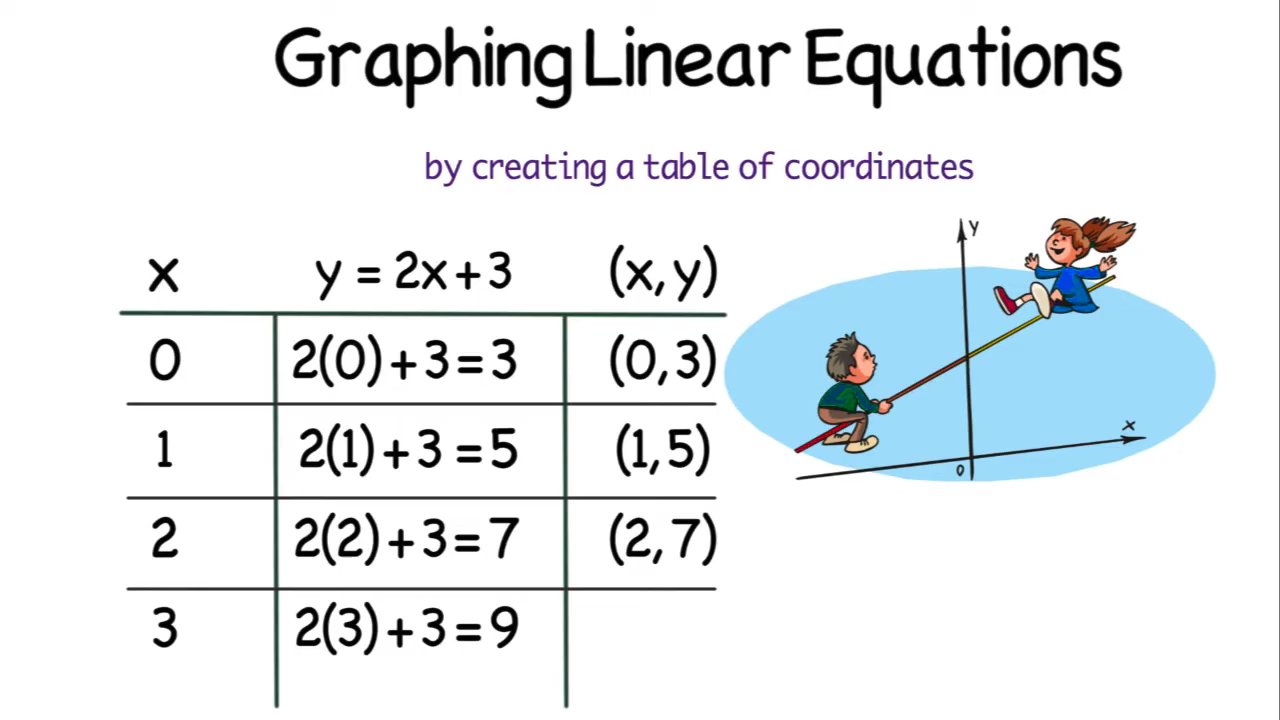 Graphing Linear Equations
by creating a table of coordinates
x y = 2x + 3 (x, y)
0 2(0) + 3 = 3 (0, 3)
1 2(1) + 3 = 5 (1, 5)
2 2(2) + 3 = 7 (2, 7)
3 2(3) + 3 = 9
y
x
0